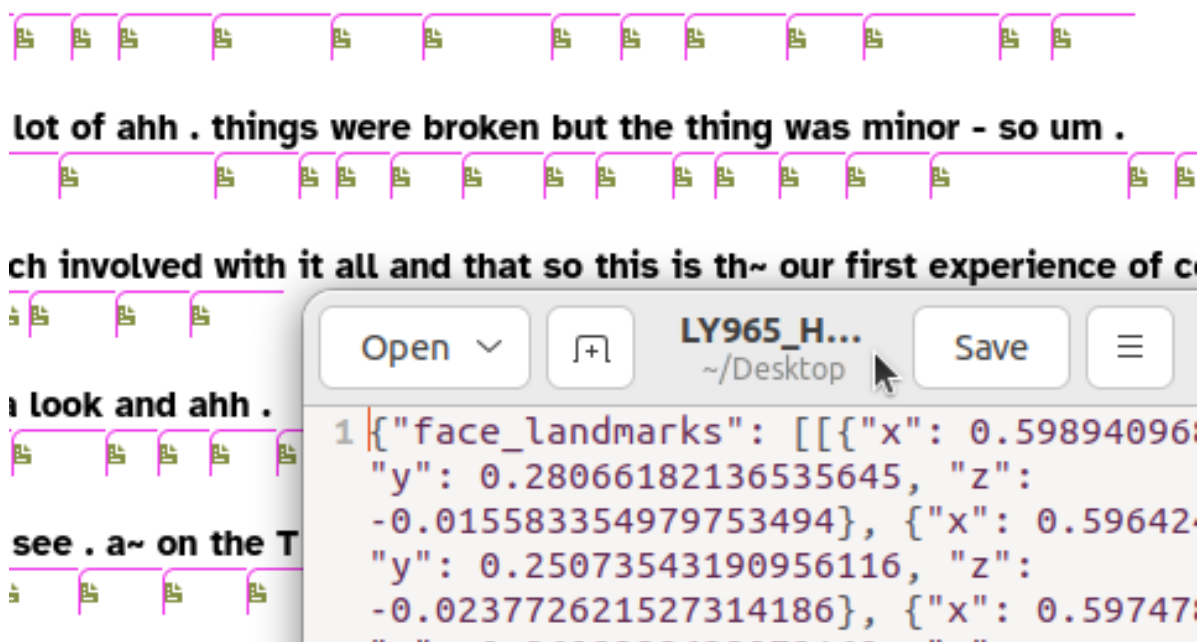 lot of ahh . things were broken but the thing was minor - so um .
ch involved with it all and that so this is th~ our first experience of
look and ahh .
see . a~ on the T
Open
LY965_H...
~/Desktop
Save
1 {"face_landmarks": [[{"x": 0.59894096
"y": 0.28066182136535645, "z":
-0.015583354979753494}, {"x": 0.59642
"y": 0.25073543190956116, "z":
-0.023772621527314186}, {"x": 0.59747